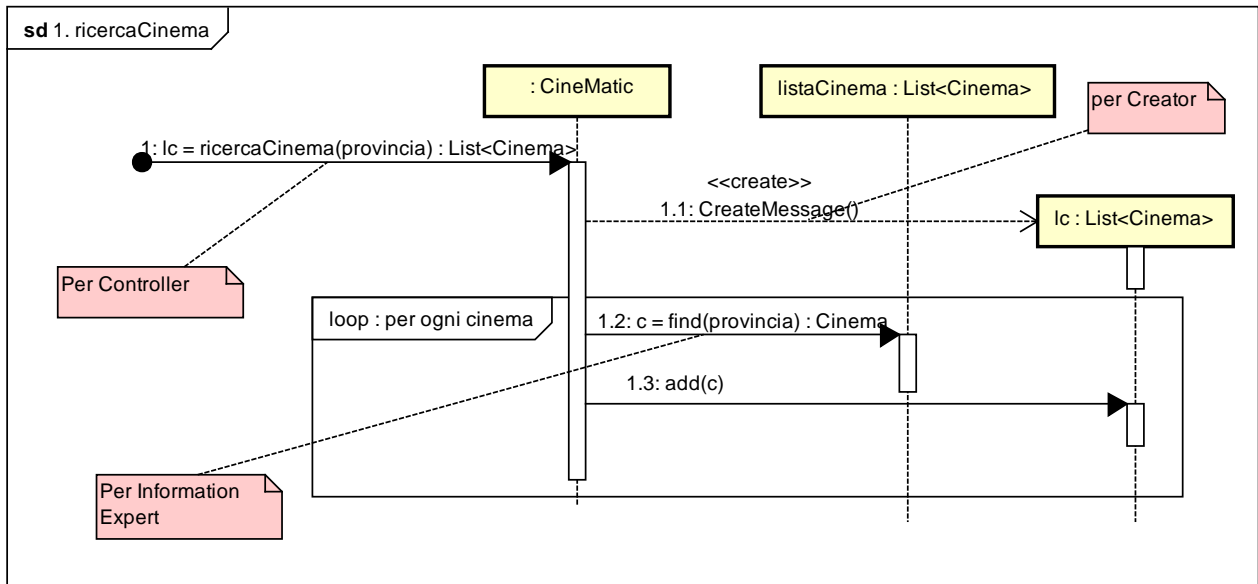 sd 1. ricercaCinema
: CineMatic
listaCinema : List<Cinema>
per Creator
1: lc = ricercaCinema(provincia) : List<Cinema>
<<create>>
1.1: CreateMessage()
lc : List<Cinema>
Per Controller
loop : per ogni cinema
1.2: c = find(provincia) : Cinema
1.3: add(c)
Per Information
Expert